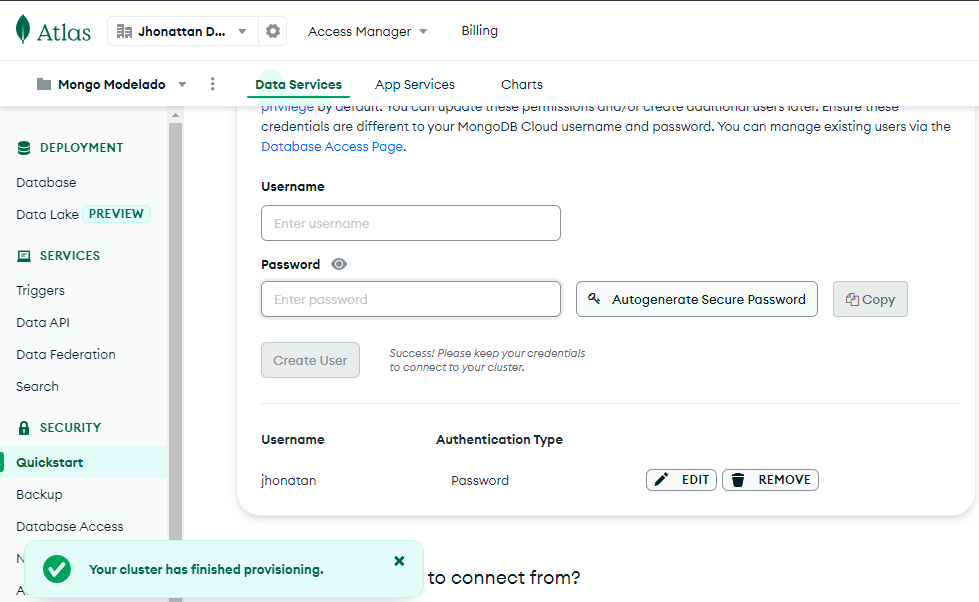 Atlas
Jhonattan D...
Access Manager
Billing
Mongo Modelado
Data Services
App Services
Charts
privilege by default. You can update these permissions and/or create additional users later. Ensure these
credentials are different to your MongoDB Cloud username and password. You can manage existing users via the
Database Access Page.
DEPLOYMENT
Database
Data Lake PREVIEW
SERVICES
Triggers
Data API
Data Federation
Search
SECURITY
Quickstart
Backup
Database Access
N
A
Username
Enter username
Password
Enter password
Autogenerate Secure Password
Copy
Create User
Success! Please keep your credentials
to connect to your cluster.
Username Authentication Type
jhonatan Password EDIT REMOVE
Your cluster has finished provisioning.
to connect from?